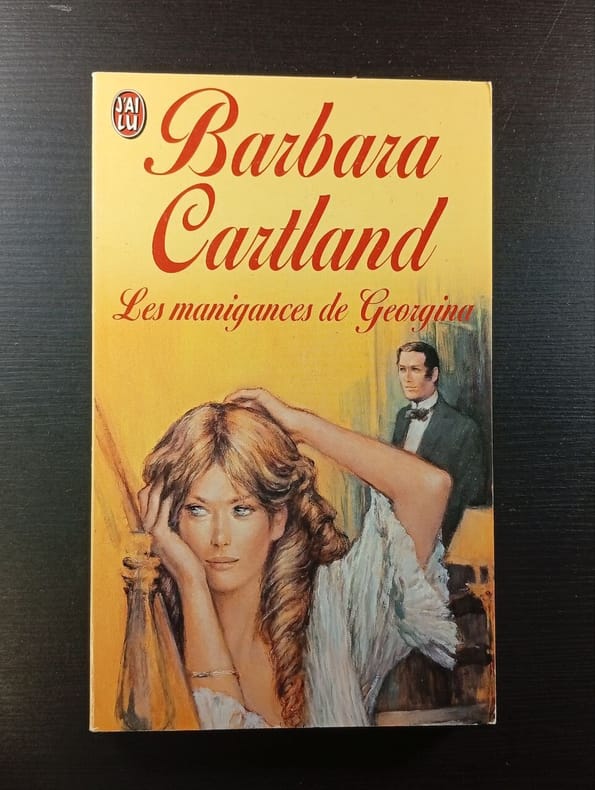 J'AI
LU
Barbara
Cartland
Les manigances de Georgina